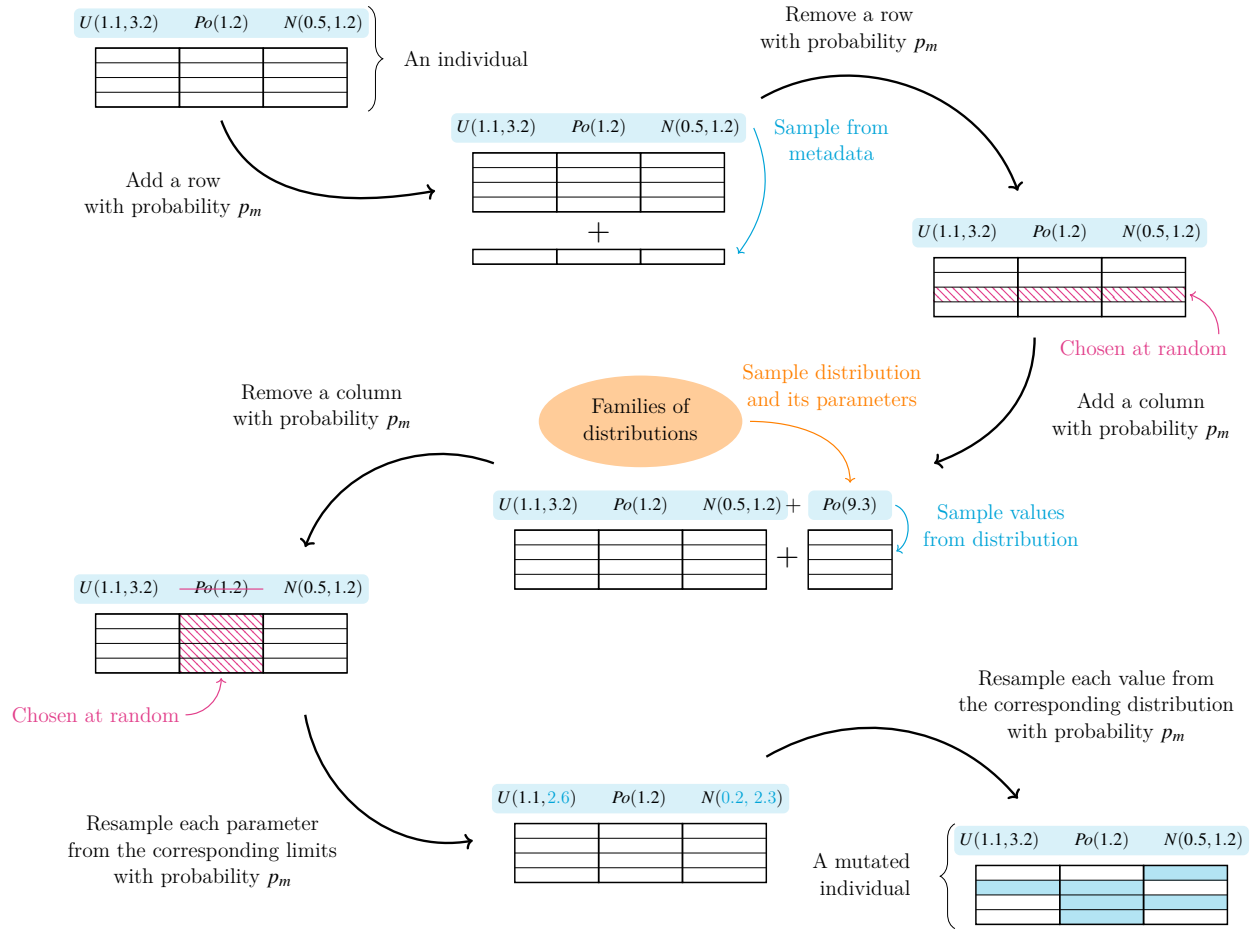 U(1.1,3.2) Po(1.2) N(0.5,1.2)
An individual
Add a row
with probability p_m
U(1.1,3.2) Po(1.2) N(0.5,1.2)
+
Sample from
metadata
Remove a row
with probability p_m
U(1.1,3.2) Po(1.2) N(0.5,1.2)
Chosen at random
Add a column
with probability p_m
Families of
distributions
Sample distribution
and its parameters
U(1.1,3.2) Po(1.2) N(0.5,1.2) + Po(9.3)
+
Sample values
from distribution
Remove a column
with probability p_m
U(1.1,3.2) Po(1.2) N(0.5,1.2)
Chosen at random
Resample each parameter
from the corresponding limits
with probability p_m
U(1.1,2.6) Po(1.2) N(0.2, 2.3)
Resample each value from
the corresponding distribution
with probability p_m
U(1.1,3.2) Po(1.2) N(0.5,1.2)
A mutated
individual